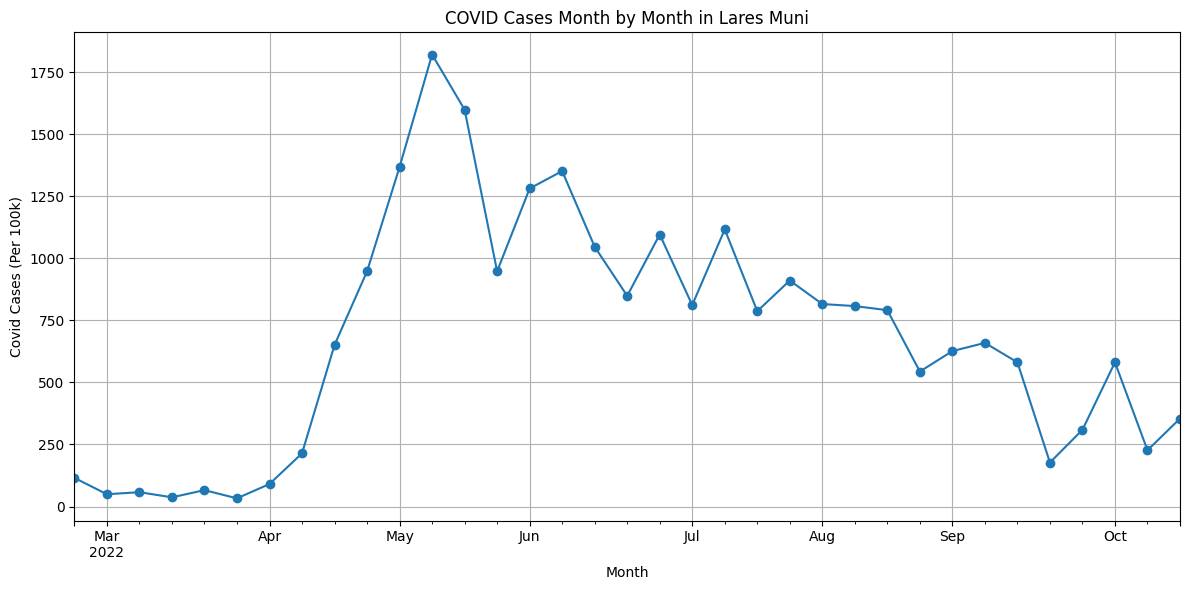 COVID Cases Month by Month in Lares Muni
Covid Cases (Per 100k)
1750
1500
1250
1000
750
500
250
0
Mar Apr May Jun Jul Aug Sep Oct
2022
Month